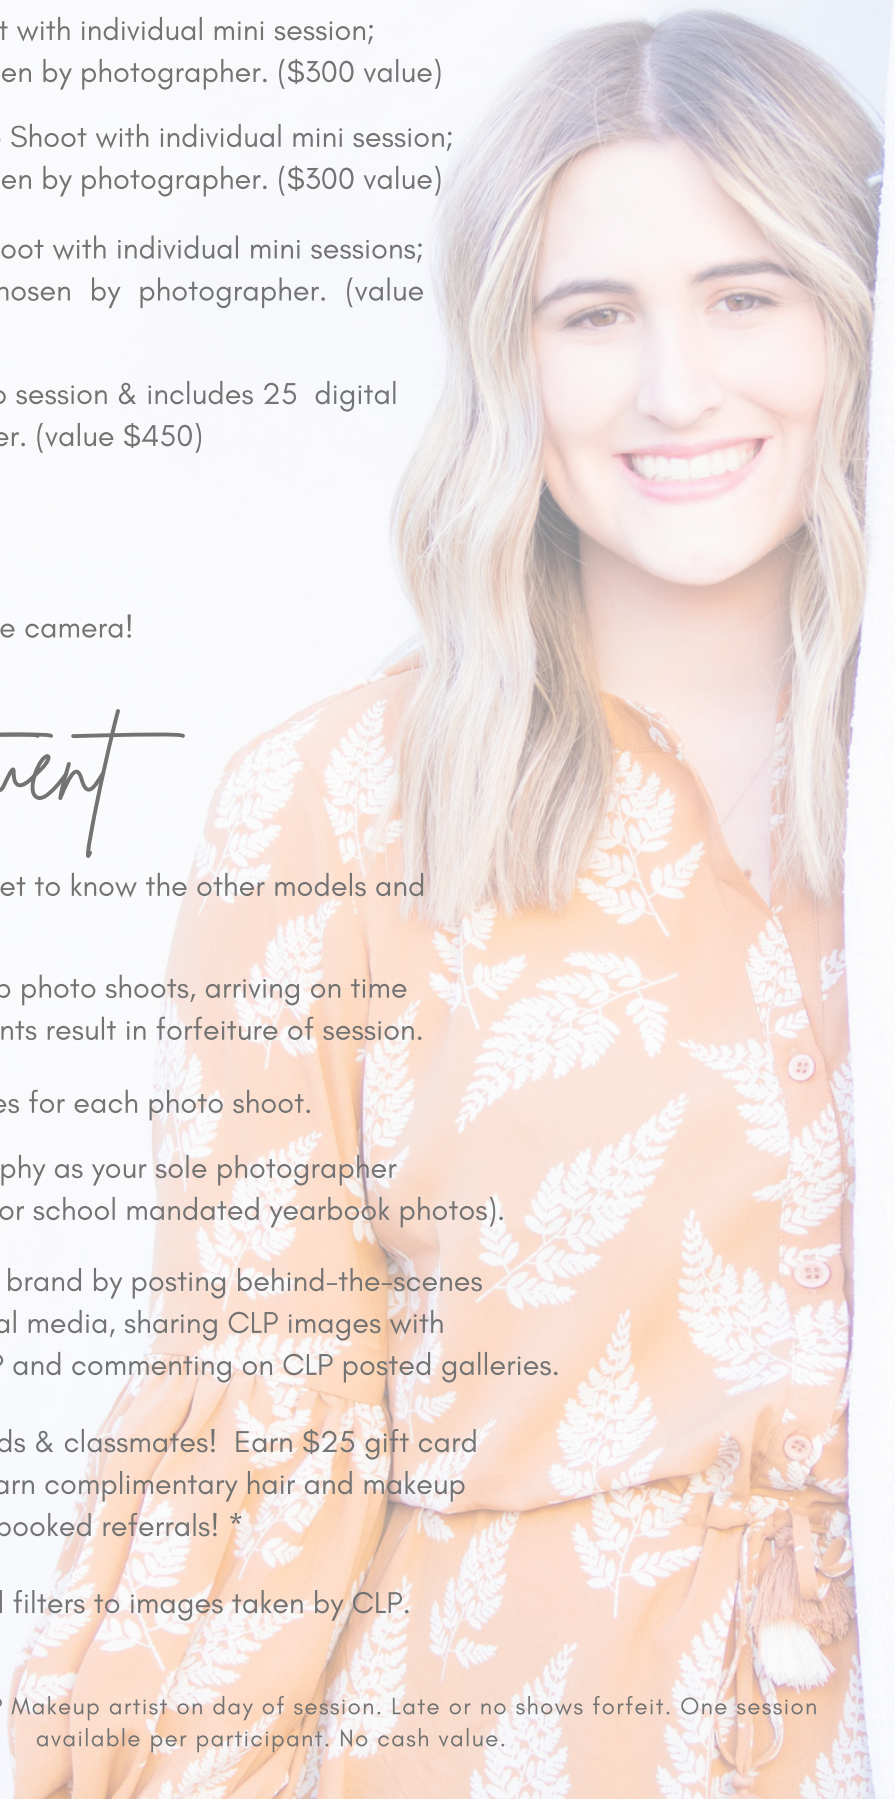 t with individual mini session;
en by photographer. ($300 value)
Shoot with individual mini session;
en by photographer. ($300 value)
oot with individual mini sessions;
hosen by photographer. (value
o session & includes 25 digital
er. (value $450)
e camera!
ment
et to know the other models and
p photo shoots, arriving on time
nts result in forfeiture of session.
es for each photo shoot.
phy as your sole photographer
or school mandated yearbook photos).
brand by posting behind-the-scenes
al media, sharing CLP images with
P and commenting on CLP posted galleries.
ds & classmates! Earn $25 gift card
arn complimentary hair and makeup
booked referrals! *
l filters to images taken by CLP.
P Makeup artist on day of session. Late or no shows forfeit. One session
available per participant. No cash value.